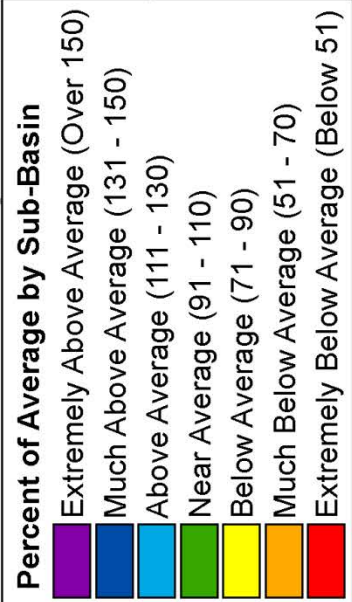 Percent of Average by Sub-Basin
Extremely Above Average (Over 150)
Much Above Average (131 - 150)
Above Average (111 - 130)
Near Average (91 - 110)
Below Average (71 - 90)
Much Below Average (51 - 70)
Extremely Below Average (Below 51)